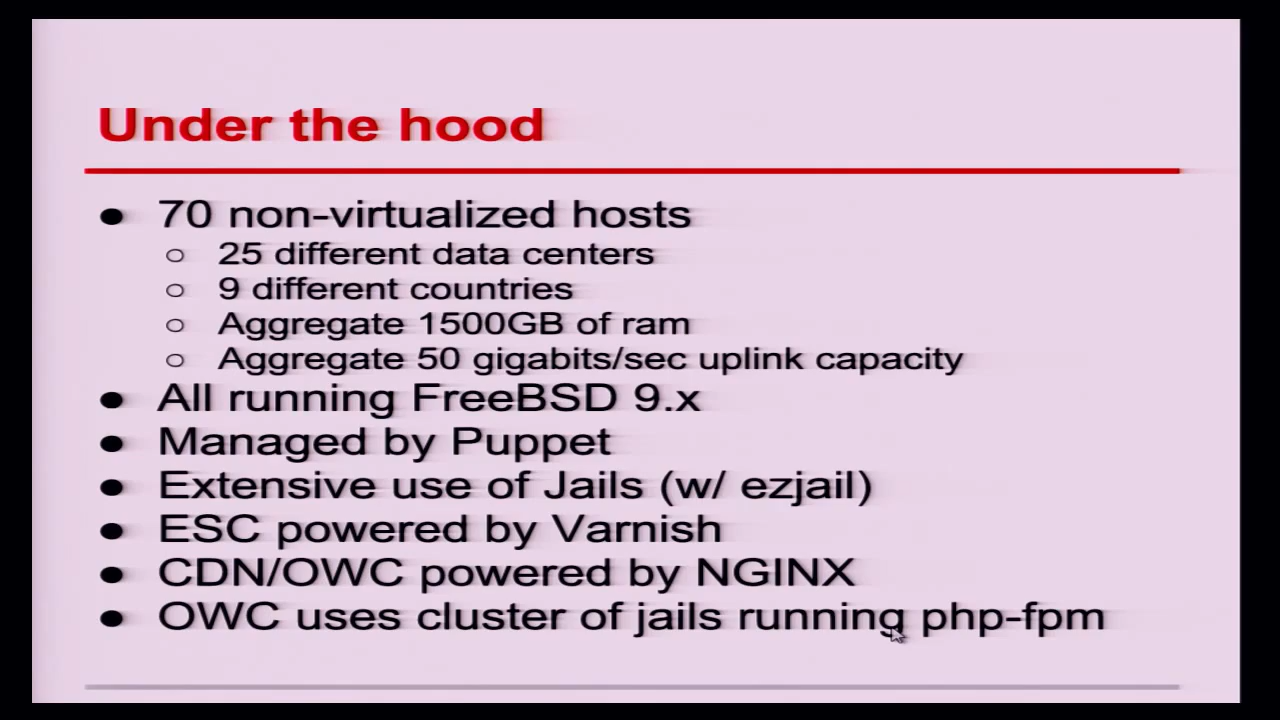 Under the hood
● 70 non-virtualized hosts
○ 25 different data centers
○ 9 different countries
○ Aggregate 1500GB of ram
○ Aggregate 50 gigabits/sec uplink capacity
● All running FreeBSD 9.x
● Managed by Puppet
● Extensive use of Jails (w/ ezjail)
● ESC powered by Varnish
● CDN/OWC powered by NGINX
● OWC uses cluster of jails running php-fpm